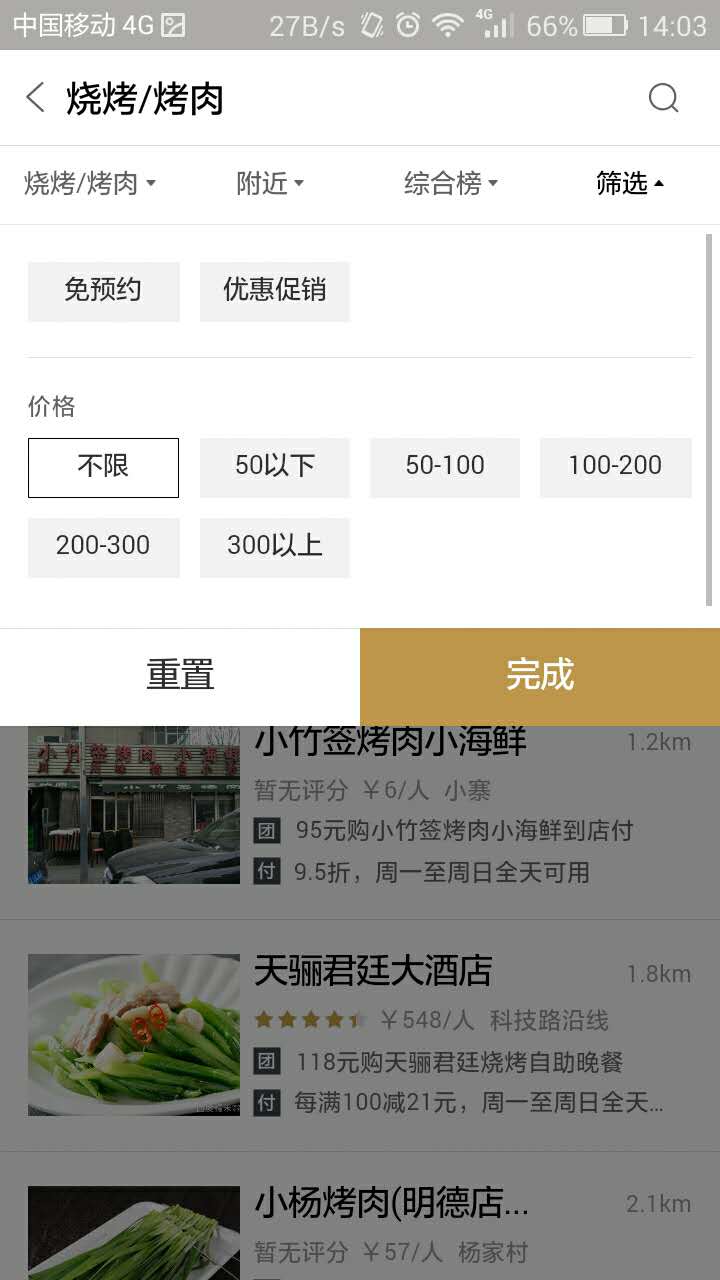 中国移动 4G 27B/s 4G 66% 14:03
烧烤/烤肉
烧烤/烤肉 附近 综合榜 筛选
免预约 优惠促销
价格
不限 50以下 50-100 100-200
200-300 300以上
重置 完成
小竹签烤肉小海鲜 1.2km
暂无评分 ￥6/人 小寨
团 95元购小竹签烤肉小海鲜到店付
付 9.5折，周一至周日全天可用
天骊君廷大酒店 1.8km
￥548/人 科技路沿线
团 118元购天骊君廷烧烤自助晚餐
付 每满100减21元，周一至周日全天...
小杨烤肉(明德店... 2.1km
暂无评分 ￥57/人 杨家村